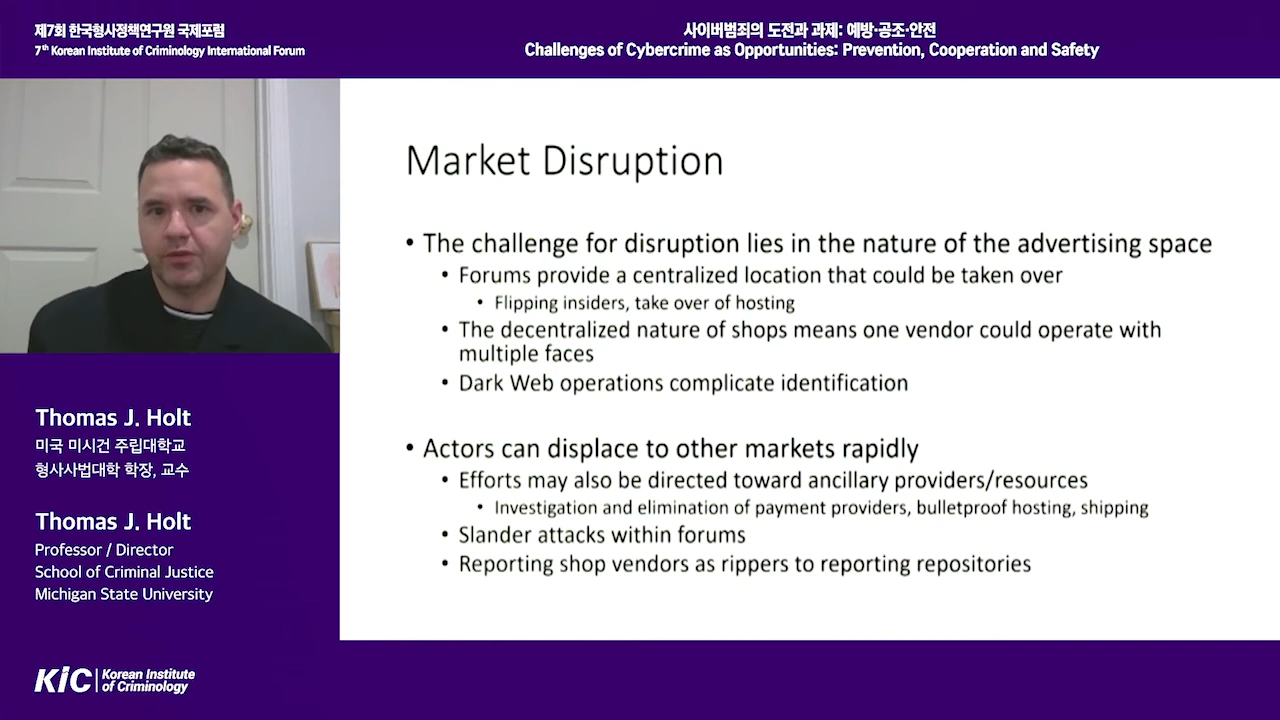 제7회 한국형사정책연구원 국제포럼
7th Korean Institute of Criminology International Forum
사이버범죄의 도전과 과제: 예방·공조·안전
Challenges of Cybercrime as Opportunities: Prevention, Cooperation and Safety
Market Disruption
• The challenge for disruption lies in the nature of the advertising space
• Forums provide a centralized location that could be taken over
• Flipping insiders, take over of hosting
• The decentralized nature of shops means one vendor could operate with
multiple faces
• Dark Web operations complicate identification
• Actors can displace to other markets rapidly
• Efforts may also be directed toward ancillary providers/resources
• Investigation and elimination of payment providers, bulletproof hosting, shipping
• Slander attacks within forums
• Reporting shop vendors as rippers to reporting repositories
Thomas J. Holt
미국 미시건 주립대학교
형사사법대학 학장, 교수
Thomas J. Holt
Professor / Director
School of Criminal Justice
Michigan State University
KiC Korean Institute
of Criminology